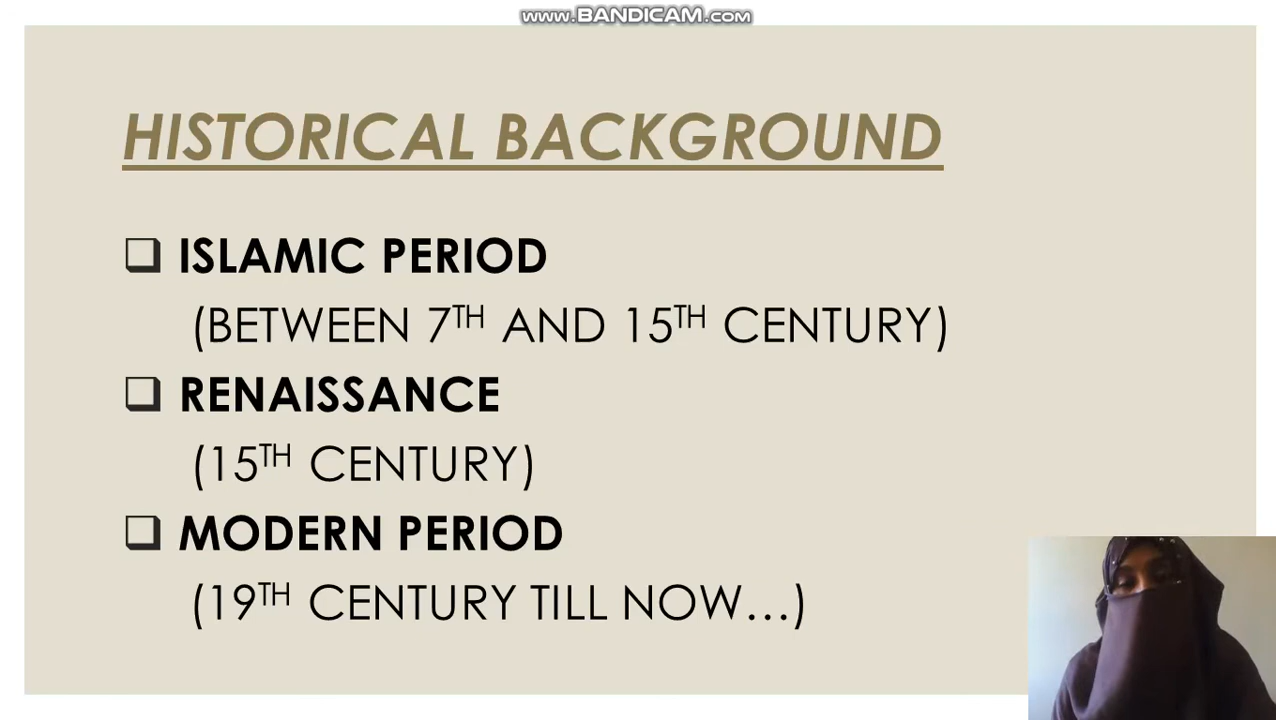 www.BANDICAM.com
HISTORICAL BACKGROUND
ISLAMIC PERIOD
(BETWEEN 7TH AND 15TH CENTURY)
RENAISSANCE
(15TH CENTURY)
MODERN PERIOD
(19TH CENTURY TILL NOW...)